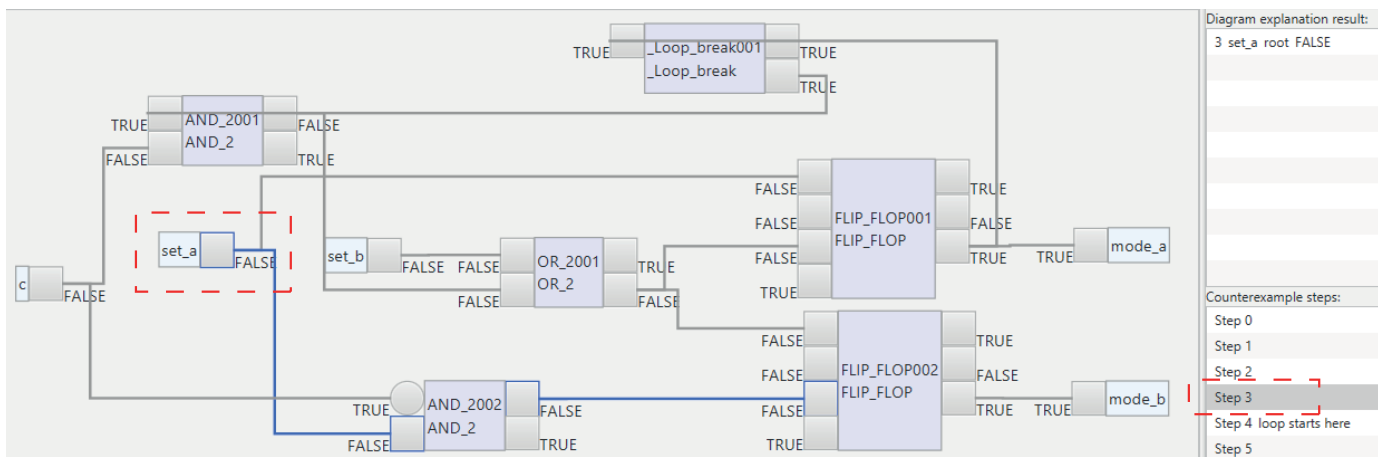 Diagram explanation result:
3 set_a root FALSE
TRUE
_Loop_break001
_Loop_break
TRUE
TRUE
TRUE
AND_2001
FALSE
FALSE
AND_2
TRUE
FALSE
FLIP_FLOP001
FLIP_FLOP
TRUE
FALSE
FALSE
FALSE
TRUE
TRUE
TRUE
mode_a
set_a
FALSE
set_b
FALSE
FALSE
OR_2001
OR_2
TRUE
FALSE
FALSE
c
FALSE
Counterexample steps:
Step 0
Step 1
Step 2
Step 3
Step 4 loop starts here
Step 5
FALSE
FLIP_FLOP002
FLIP_FLOP
TRUE
FALSE
FALSE
FALSE
TRUE
TRUE
TRUE
mode_b
TRUE
AND_2002
AND_2
FALSE
FALSE
TRUE